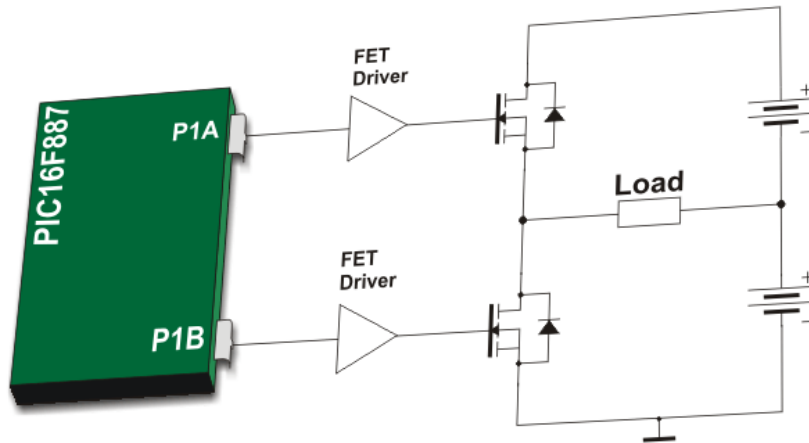 PIC16F887
P1A
FET
Driver
+
-
Load
FET
Driver
P1B
+
-